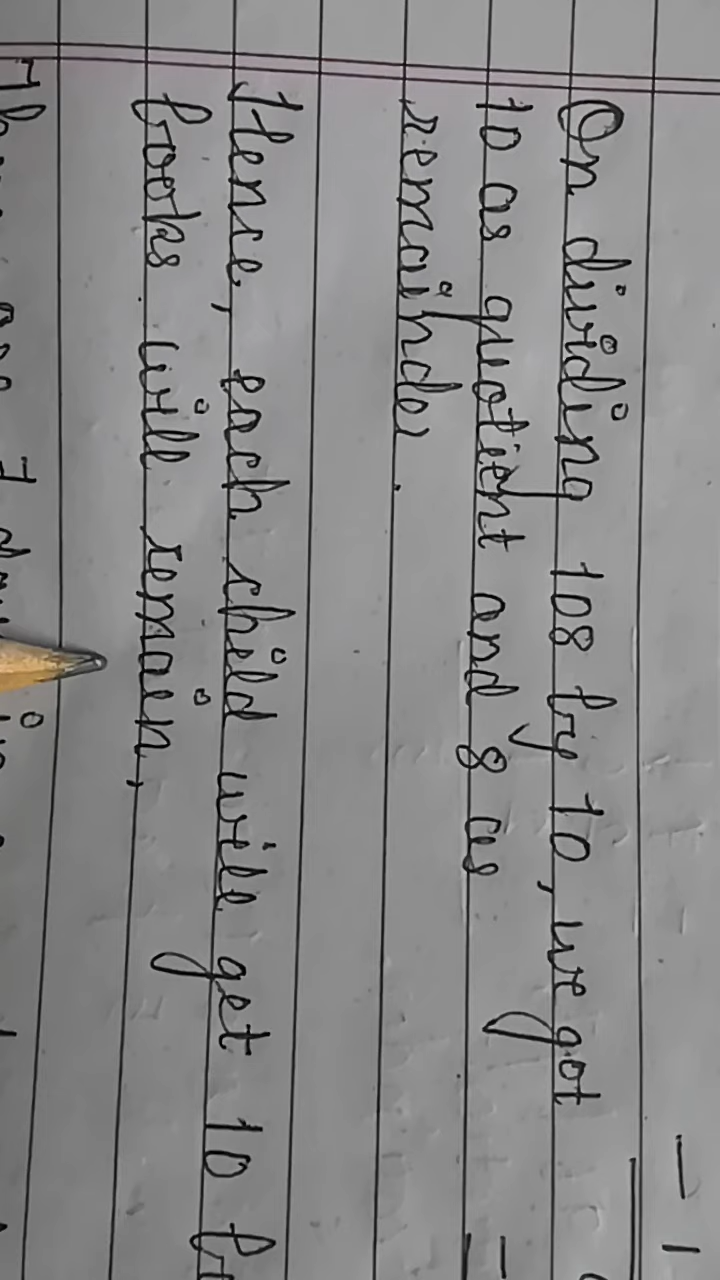 On dividing 108 by 10, we got
10 as quotient and 8 as
remainder.
Hence, each child will get 10
books will remain,